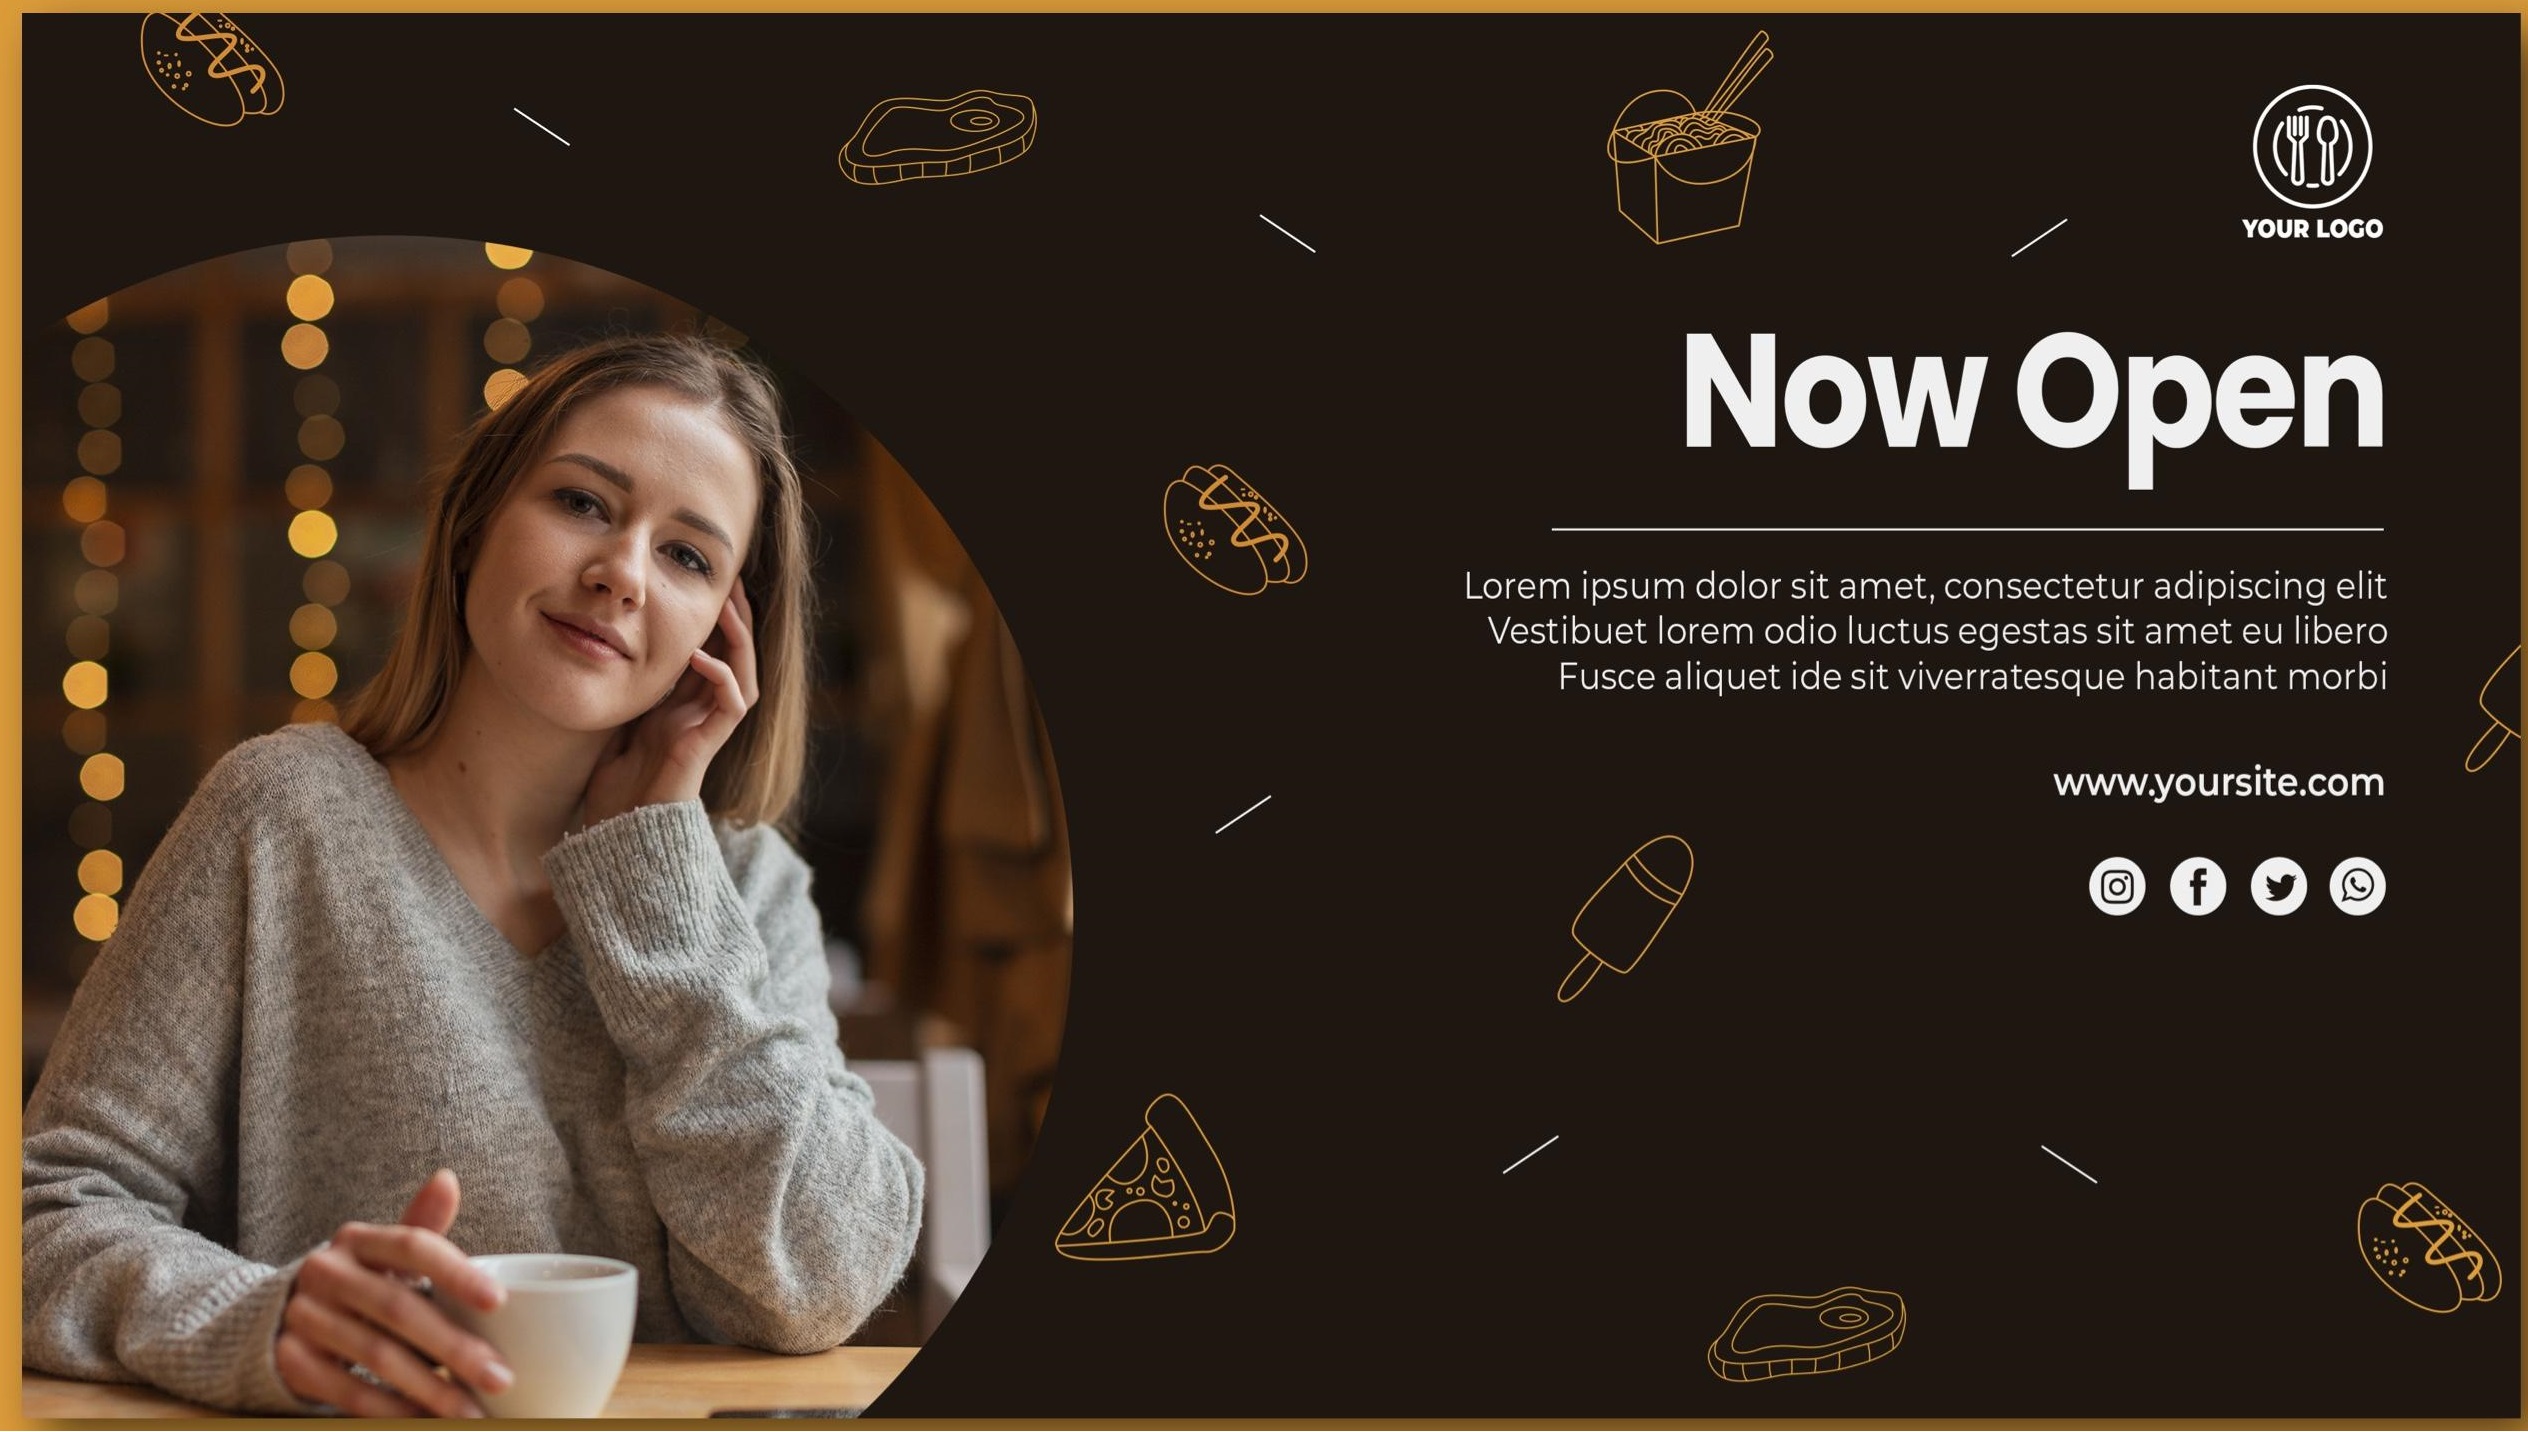 YOUR LOGO
Now Open
Lorem ipsum dolor sit amet, consectetur adipiscing elit
Vestibuet lorem odio luctus egestas sit amet eu libero
Fusce aliquet ide sit viverratesque habitant morbi
www.yoursite.com